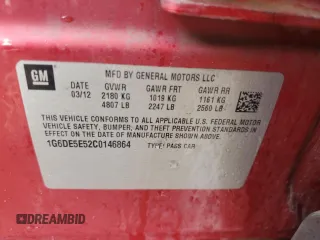 GM
MFD BY GENERAL MOTORS LLC
DATE GVWR GAWR FRT GAWR RR
03/12 2180 KG 1019 KG 1161 KG
4807 LB 2247 LB 2560 LB
THIS VEHICLE CONFORMS TO ALL APPLICABLE U.S. FEDERAL MOTOR
VEHICLE SAFETY, BUMPER, AND THEFT PREVENTION STANDARDS
IN EFFECT ON THE DATE OF MANUFACTURE SHOWN ABOVE.
1G6DE5E52C0146864 TYPE: PASS CAR
AUTOBIDMASTER